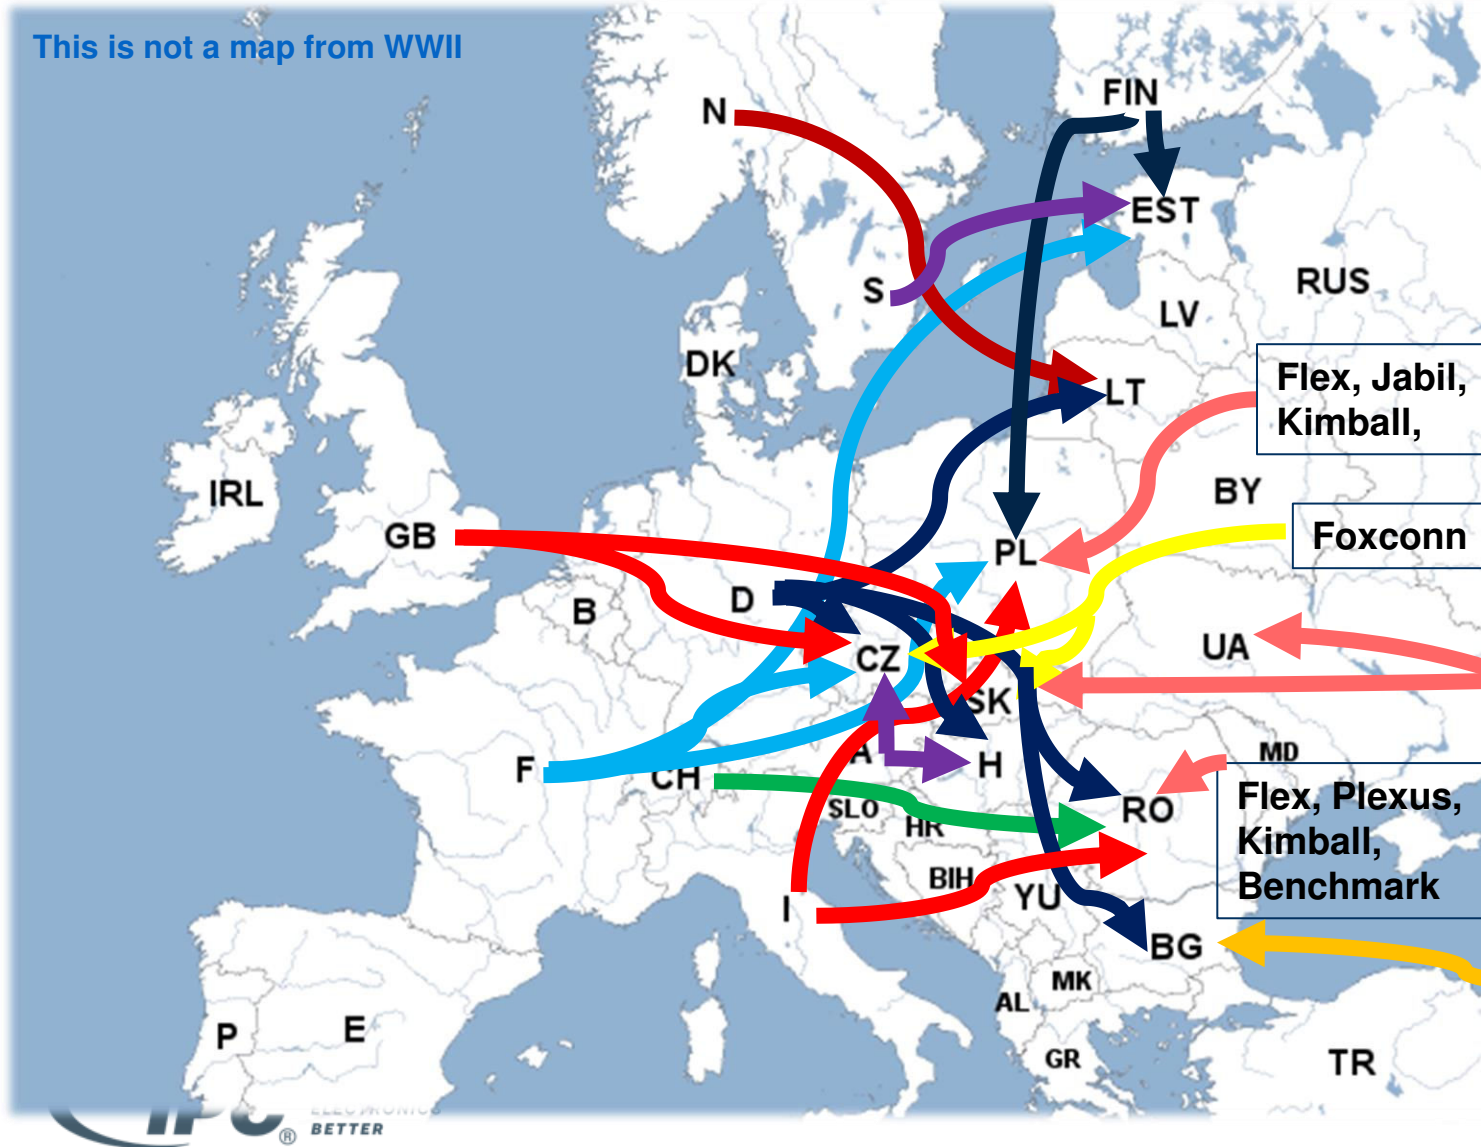 This is not a map from WWII
FIN
N
EST
RUS
S
LV
DK
LT
Flex, Jabil,
Kimball,
IRL
BY
GB
Foxconn
PL
D
B
UA
CZ
SK
A
H
MD
F
CH
SLO
HR
RO
Flex, Plexus,
Kimball,
Benchmark
BIH
YU
I
BG
MK
AL
P
E
GR
TR
IPC®
ELECTRONICS
BETTER